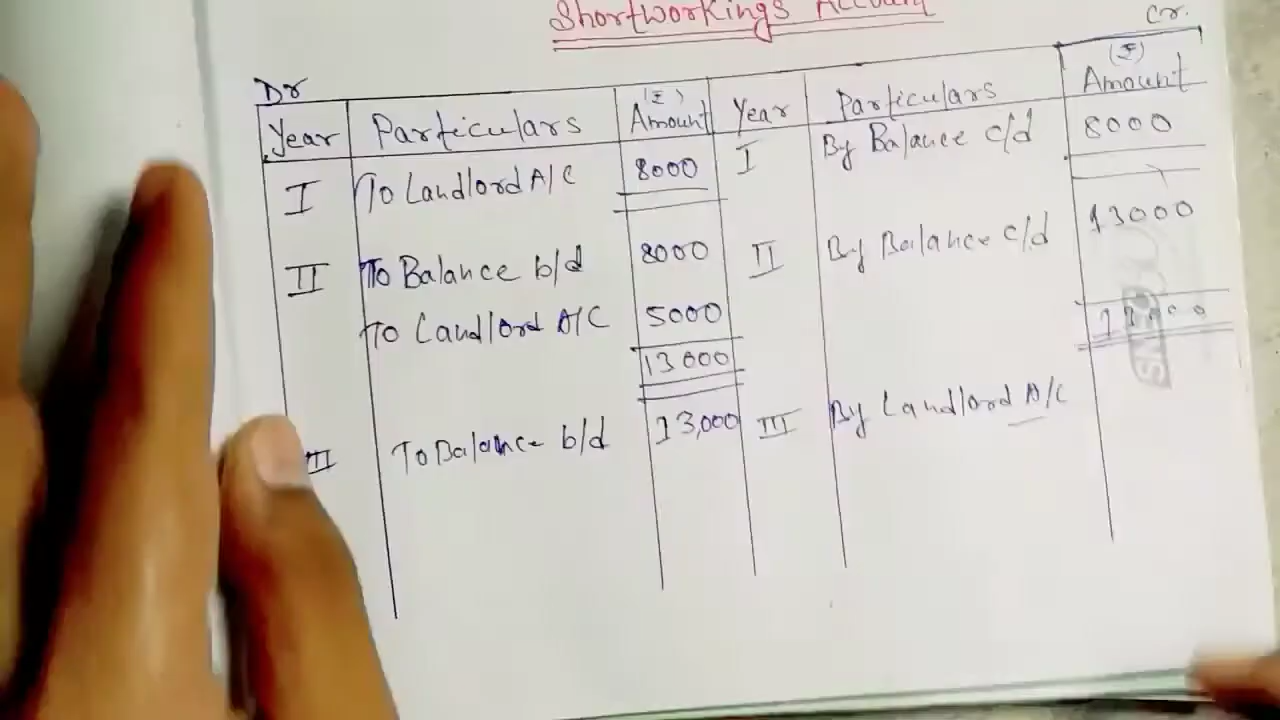 Shortworkings Account
Dr Cr.
Year Particulars (₹) Amount Year Particulars (₹) Amount
I To Landlord A/C 8000 I By Balance c/d 8000
II To Balance b/d 8000 II By Balance c/d 13000
To Landlord A/C 5000
13000
III To Balance b/d 13,000 III By Landlord A/C